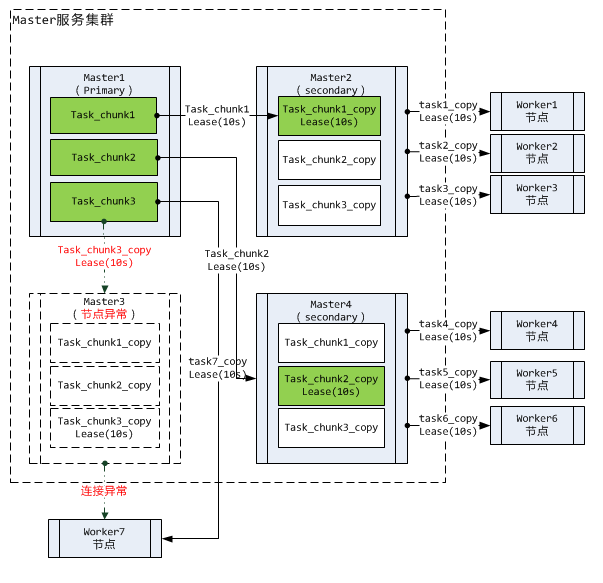 Master服务集群
Master1
( Primary )
Task_chunk1
Task_chunk2
Task_chunk3
Task_chunk1
Lease(10s)
Master2
( secondary )
Task_chunk1_copy
Lease(10s)
Task_chunk2_copy
Task_chunk3_copy
task1_copy
Lease(10s)
task2_copy
Lease(10s)
task3_copy
Lease(10s)
Worker1
节点
Worker2
节点
Worker3
节点
Task_chunk3_copy
Lease(10s)
Task_chunk2
Lease(10s)
Master3
( 节点异常 )
Task_chunk1_copy
Task_chunk2_copy
Task_chunk3_copy
Lease(10s)
task7_copy
Lease(10s)
Master4
( secondary )
Task_chunk1_copy
Task_chunk2_copy
Lease(10s)
Task_chunk3_copy
task4_copy
Lease(10s)
task5_copy
Lease(10s)
task6_copy
Lease(10s)
Worker4
节点
Worker5
节点
Worker6
节点
连接异常
Worker7
节点